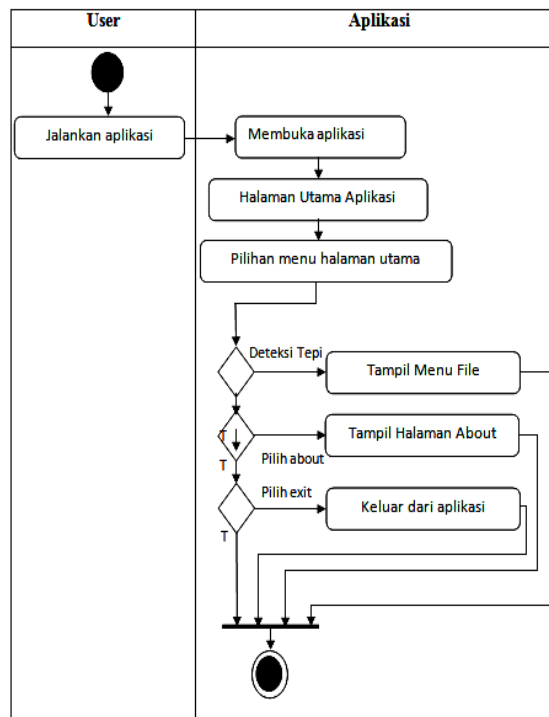 User
Aplikasi
Jalankan aplikasi
Membuka aplikasi
Halaman Utama Aplikasi
Pilihan menu halaman utama
Deteksi Tepi
Tampil Menu File
T
Tampil Halaman About
T
Pilih about
Pilih exit
Keluar dari aplikasi
T